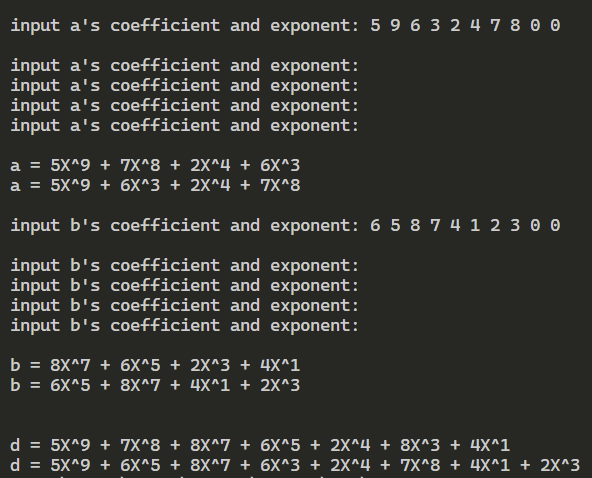 input a's coefficient and exponent: 5 9 6 3 2 4 7 8 0 0
input a's coefficient and exponent:
input a's coefficient and exponent:
input a's coefficient and exponent:
input a's coefficient and exponent:
a = 5X^9 + 7X^8 + 2X^4 + 6X^3
a = 5X^9 + 6X^3 + 2X^4 + 7X^8
input b's coefficient and exponent: 6 5 8 7 4 1 2 3 0 0
input b's coefficient and exponent:
input b's coefficient and exponent:
input b's coefficient and exponent:
input b's coefficient and exponent:
b = 8X^7 + 6X^5 + 2X^3 + 4X^1
b = 6X^5 + 8X^7 + 4X^1 + 2X^3
d = 5X^9 + 7X^8 + 8X^7 + 6X^5 + 2X^4 + 8X^3 + 4X^1
d = 5X^9 + 6X^5 + 8X^7 + 6X^3 + 2X^4 + 7X^8 + 4X^1 + 2X^3